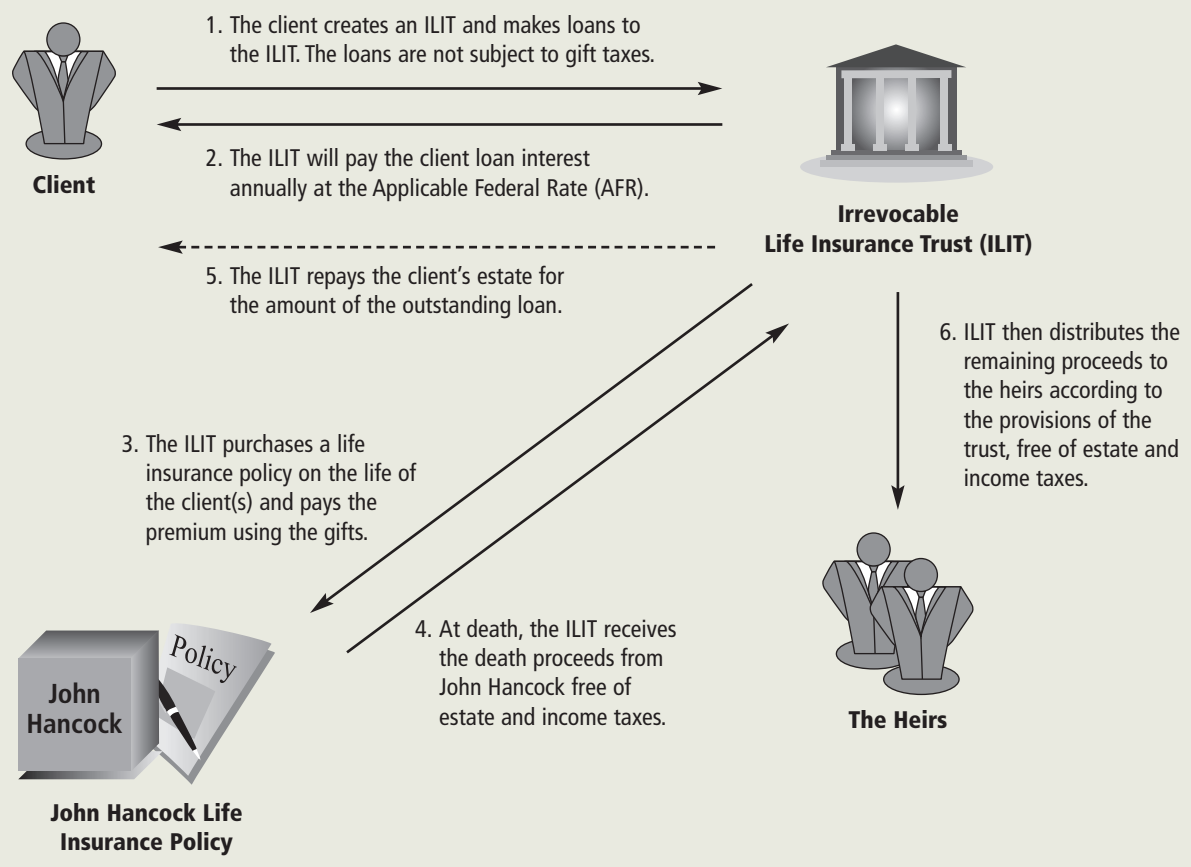 1. The client creates an ILIT and makes loans to
the ILIT. The loans are not subject to gift taxes.
Client
2. The ILIT will pay the client loan interest
annually at the Applicable Federal Rate (AFR).
Irrevocable
Life Insurance Trust (ILIT)
5. The ILIT repays the client’s estate for
the amount of the outstanding loan.
3. The ILIT purchases a life
insurance policy on the life of
the client(s) and pays the
premium using the gifts.
6. ILIT then distributes the
remaining proceeds to
the heirs according to
the provisions of the
trust, free of estate and
income taxes.
4. At death, the ILIT receives
the death proceeds from
John Hancock free of
estate and income taxes.
Policy
John
Hancock
The Heirs
John Hancock Life
Insurance Policy